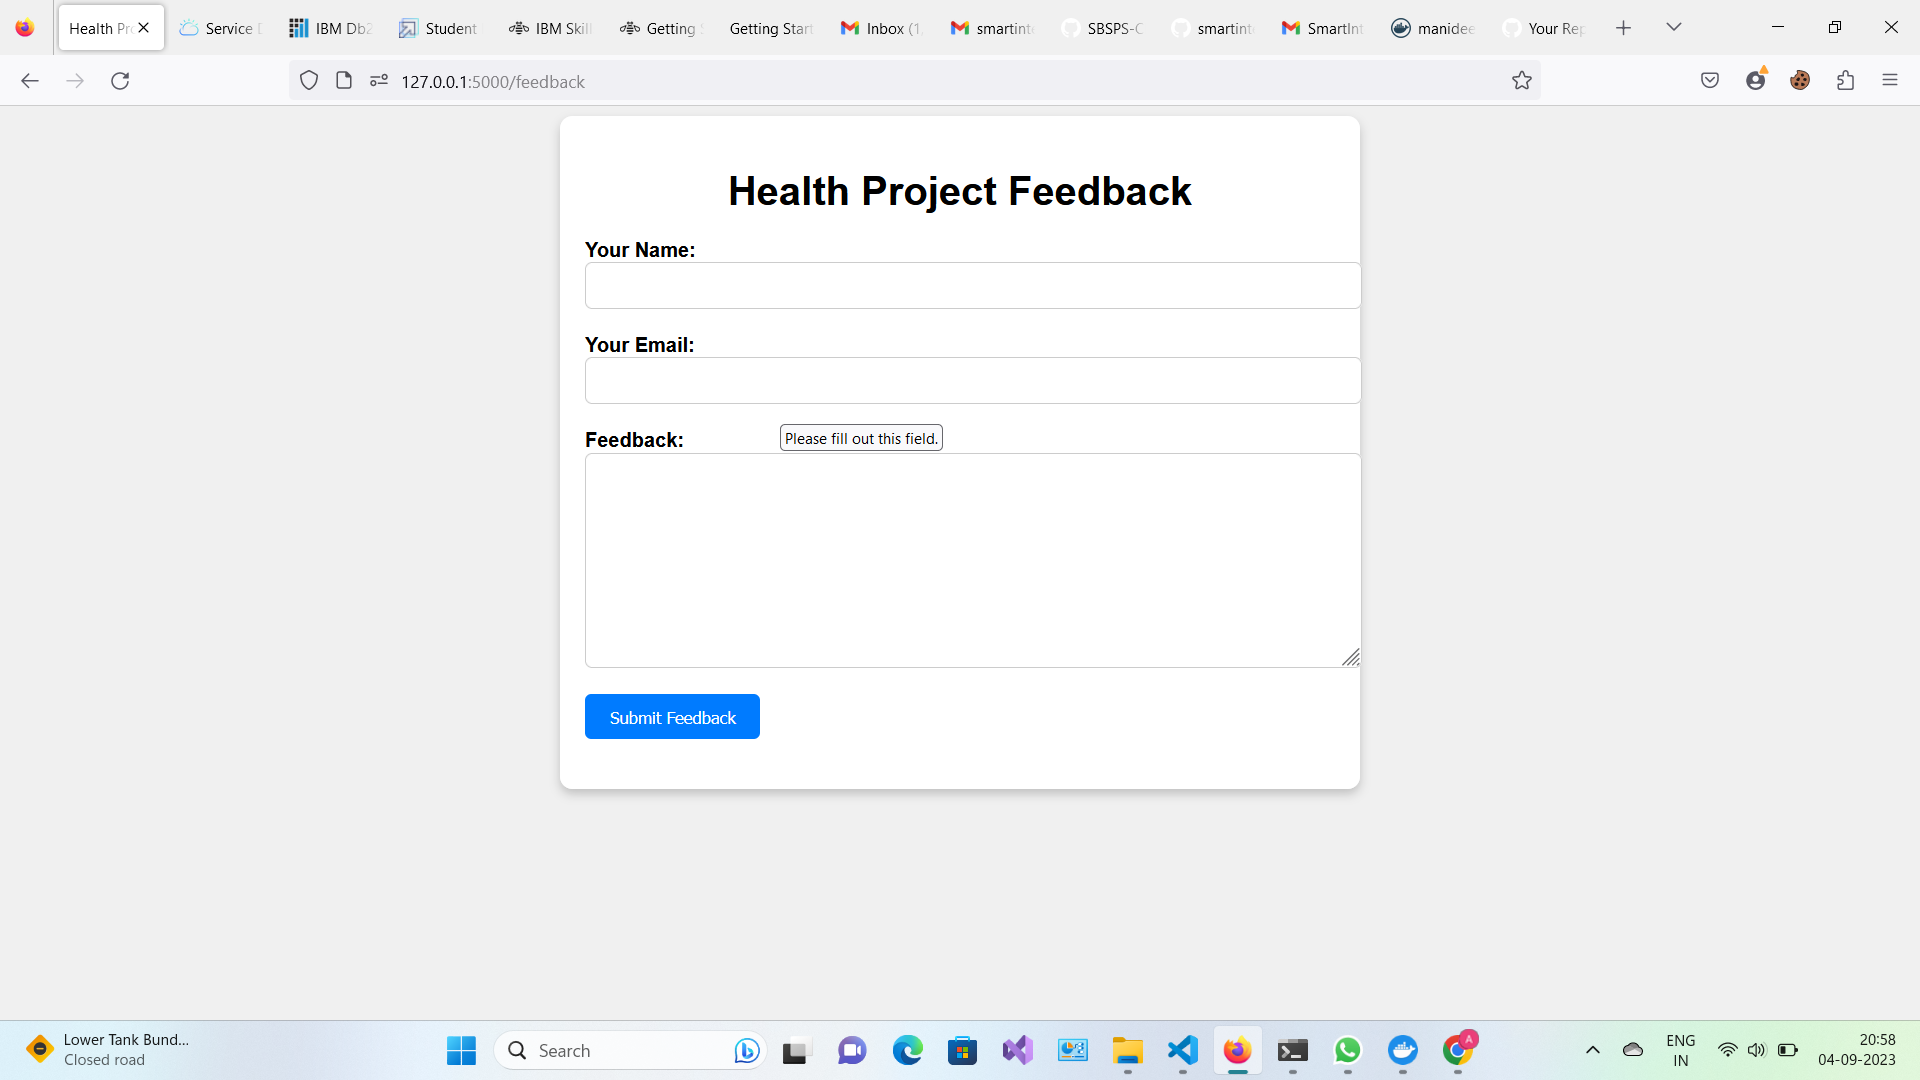 Health Pr
Service D
IBM Db2
Student
IBM Skill
Getting S
Getting Start
Inbox (1
smartinte
SBSPS-C
smartinte
SmartInt
manidee
Your Rep
127.0.0.1:5000/feedback
Health Project Feedback
Your Name:
Your Email:
Feedback:
Please fill out this field.
Submit Feedback
Lower Tank Bund...
Closed road
Search
A
ENG
IN
20:58
04-09-2023